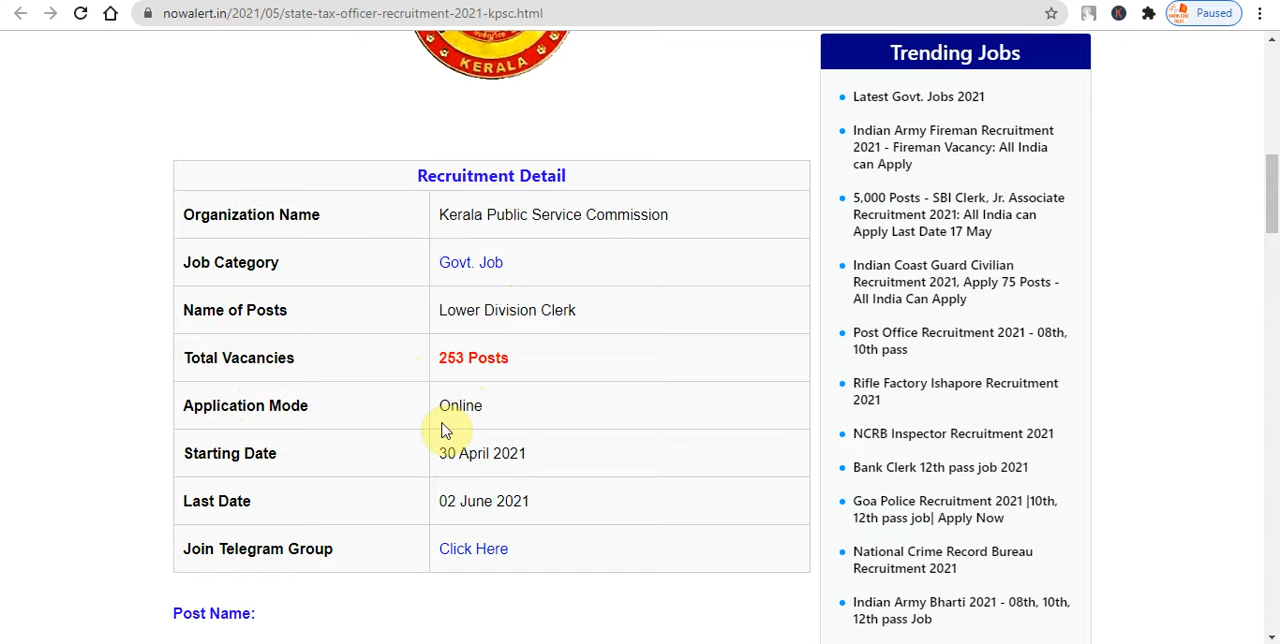 nowalert.in/2021/05/state-tax-officer-recruitment-2021-kpsc.html
K
Paused
KERALA
Recruitment Detail
Organization Name
Kerala Public Service Commission
Job Category
Govt. Job
Name of Posts
Lower Division Clerk
Total Vacancies
253 Posts
Application Mode
Online
Starting Date
30 April 2021
Last Date
02 June 2021
Join Telegram Group
Click Here
Post Name:
Trending Jobs
Latest Govt. Jobs 2021
Indian Army Fireman Recruitment
2021 - Fireman Vacancy: All India
can Apply
5,000 Posts - SBI Clerk, Jr. Associate
Recruitment 2021: All India can
Apply Last Date 17 May
Indian Coast Guard Civilian
Recruitment 2021, Apply 75 Posts -
All India Can Apply
Post Office Recruitment 2021 - 08th,
10th pass
Rifle Factory Ishapore Recruitment
2021
NCRB Inspector Recruitment 2021
Bank Clerk 12th pass job 2021
Goa Police Recruitment 2021 |10th,
12th pass job| Apply Now
National Crime Record Bureau
Recruitment 2021
Indian Army Bharti 2021 - 08th, 10th,
12th pass Job